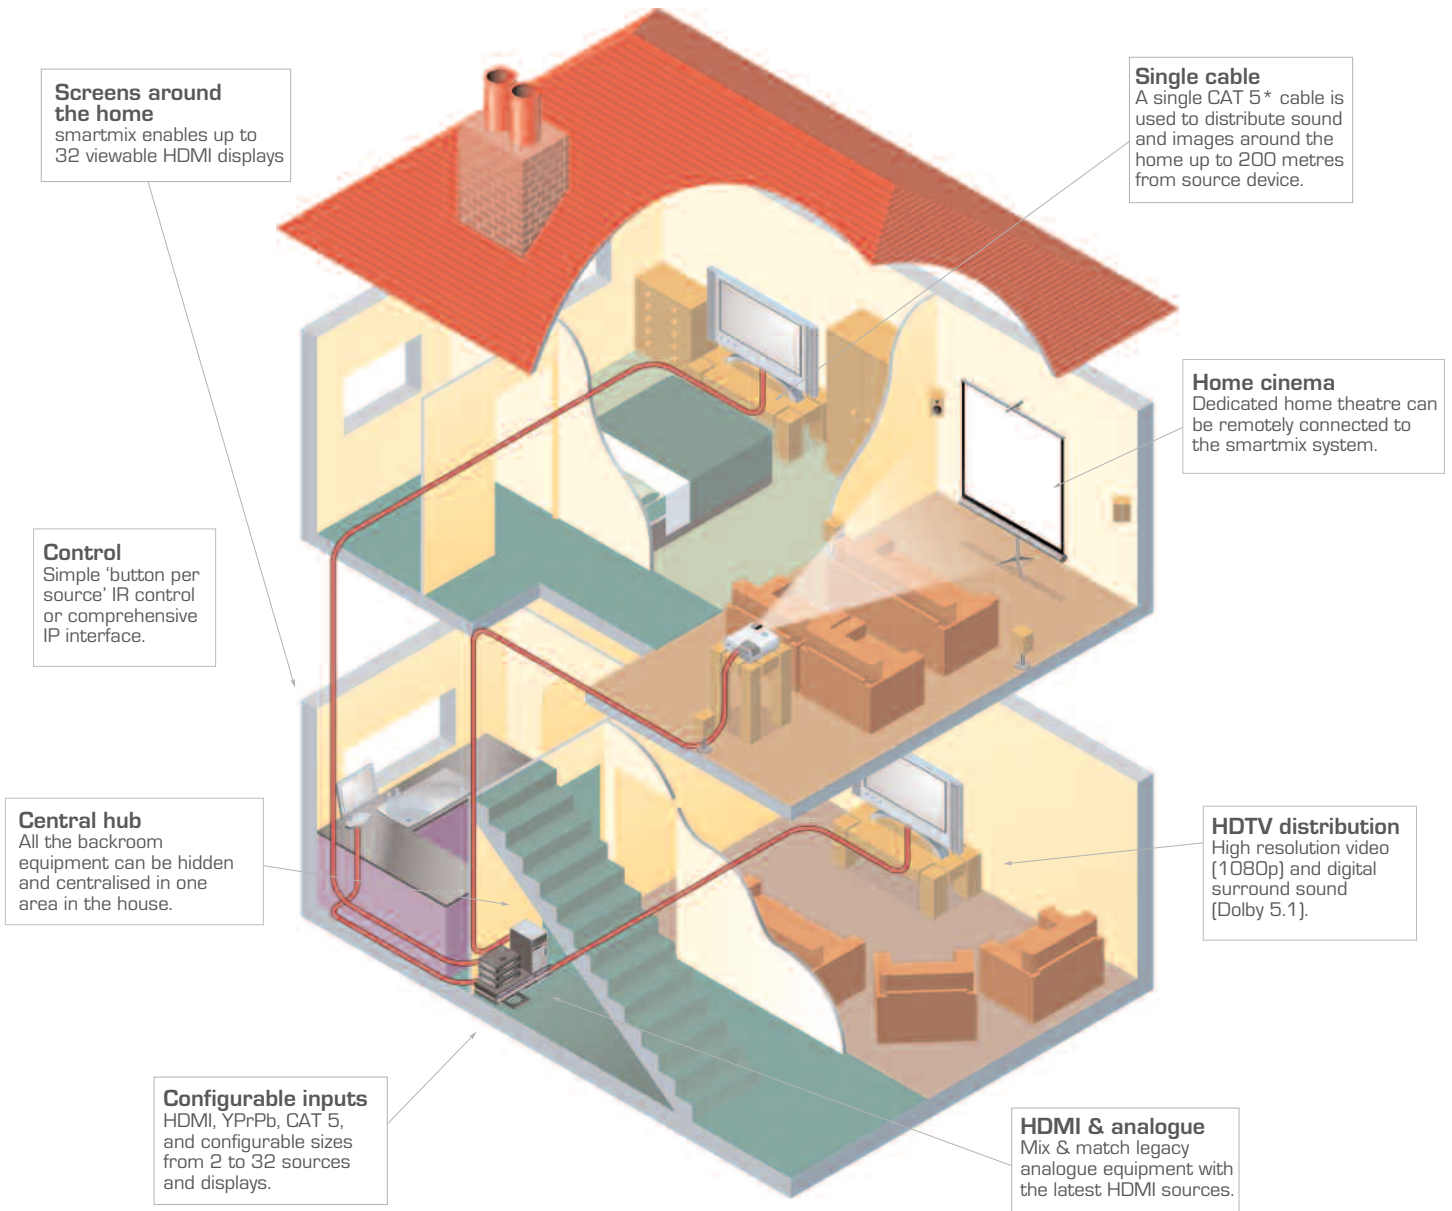 Screens around
the home
smartmix enables up to
32 viewable HDMI displays
Single cable
A single CAT 5* cable is
used to distribute sound
and images around the
home up to 200 metres
from source device.
Home cinema
Dedicated home theatre can
be remotely connected to
the smartmix system.
Control
Simple ‘button per
source’ IR control
or comprehensive
IP interface.
Central hub
All the backroom
equipment can be hidden
and centralised in one
area in the house.
HDTV distribution
High resolution video
(1080p) and digital
surround sound
(Dolby 5.1).
Configurable inputs
HDMI, YPrPb, CAT 5,
and configurable sizes
from 2 to 32 sources
and displays.
HDMI & analogue
Mix & match legacy
analogue equipment with
the latest HDMI sources.